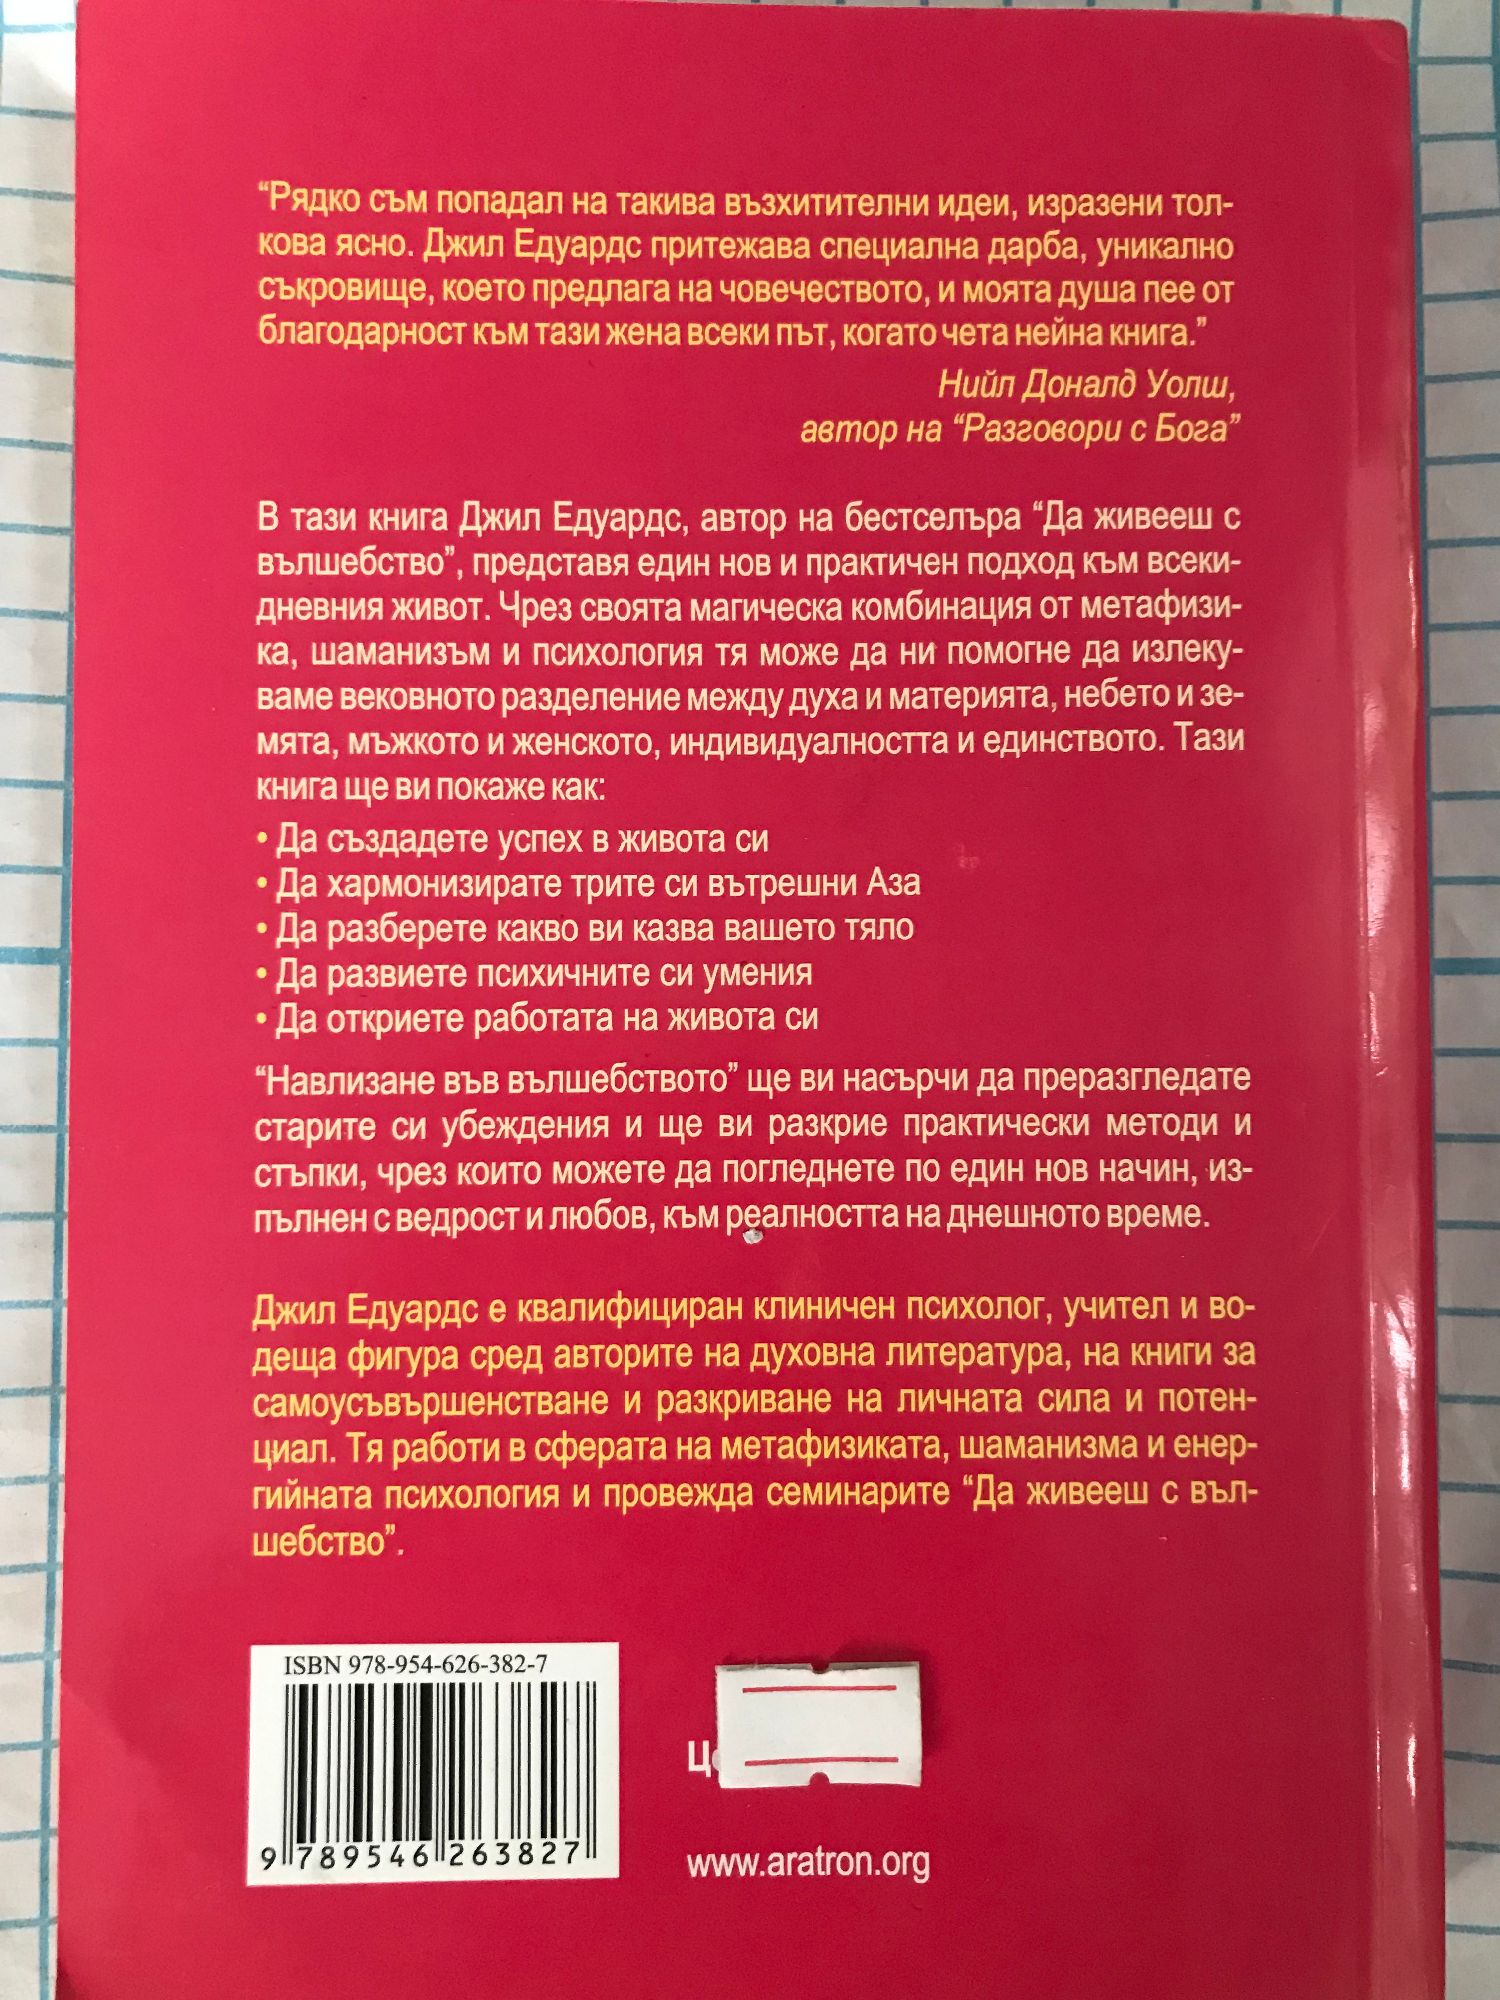 “Рядко съм попадал на такива възхитителни идеи, изразени тол-
кова ясно. Джил Едуардс притежава специална дарба, уникално
съкровище, което предлага на човечеството, и моята душа пее от
благодарност към тази жена всеки път, когато чета нейна книга.”
Нийл Доналд Уолш,
автор на “Разговори с Бога”
В тази книга Джил Едуардс, автор на бестселъра “Да живееш с
вълшебство”, представя един нов и практичен подход към всеки-
дневния живот. Чрез своята магическа комбинация от метафизи-
ка, шаманизъм и психология тя може да ни помогне да излеку-
ваме вековното разделение между духа и материята, небето и зе-
мята, мъжкото и женското, индивидуалността и единството. Тази
книга ще ви покаже как:
• Да създадете успех в живота си
• Да хармонизирате трите си вътрешни Аза
• Да разберете какво ви казва вашето тяло
• Да развиете психичните си умения
• Да откриете работата на живота си
“Навлизане във вълшебството” ще ви насърчи да преразгледате
старите си убеждения и ще ви разкрие практически методи и
стъпки, чрез които можете да погледнете по един нов начин, из-
пълнен с ведрост и любов, към реалността на днешното време.
Джил Едуардс е квалифициран клиничен психолог, учител и во-
деща фигура сред авторите на духовна литература, на книги за
самоусъвършенстване и разкриване на личната сила и потен-
циал. Тя работи в сферата на метафизиката, шаманизма и енер-
гийната психология и провежда семинарите “Да живееш с въл-
шебство”.
ISBN 978-954-626-382-7
9 789546 263827
www.aratron.org